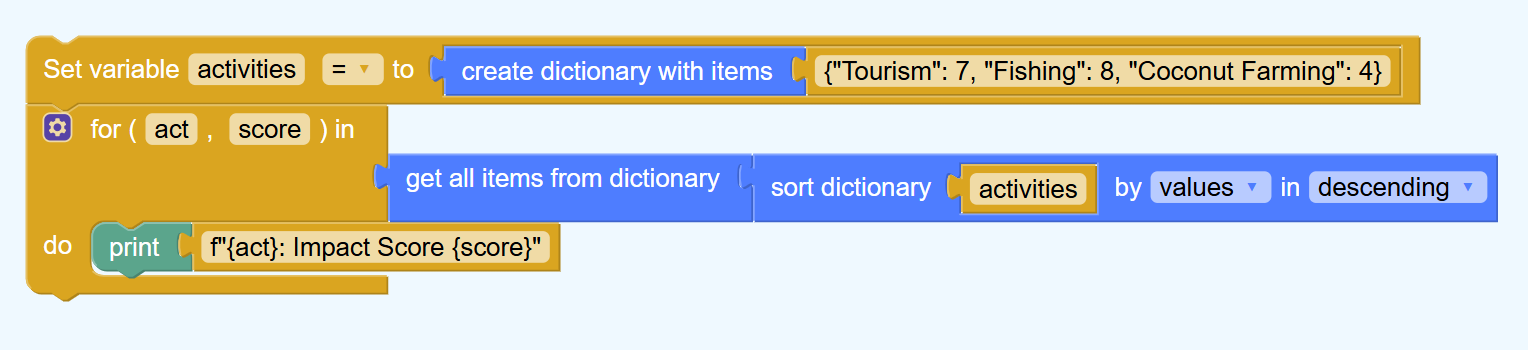 Set variable activities = to create dictionary with items {"Tourism": 7, "Fishing": 8, "Coconut Farming": 4}
for ( act , score ) in
get all items from dictionary sort dictionary activities by values in descending
do print f"{act}: Impact Score {score}"